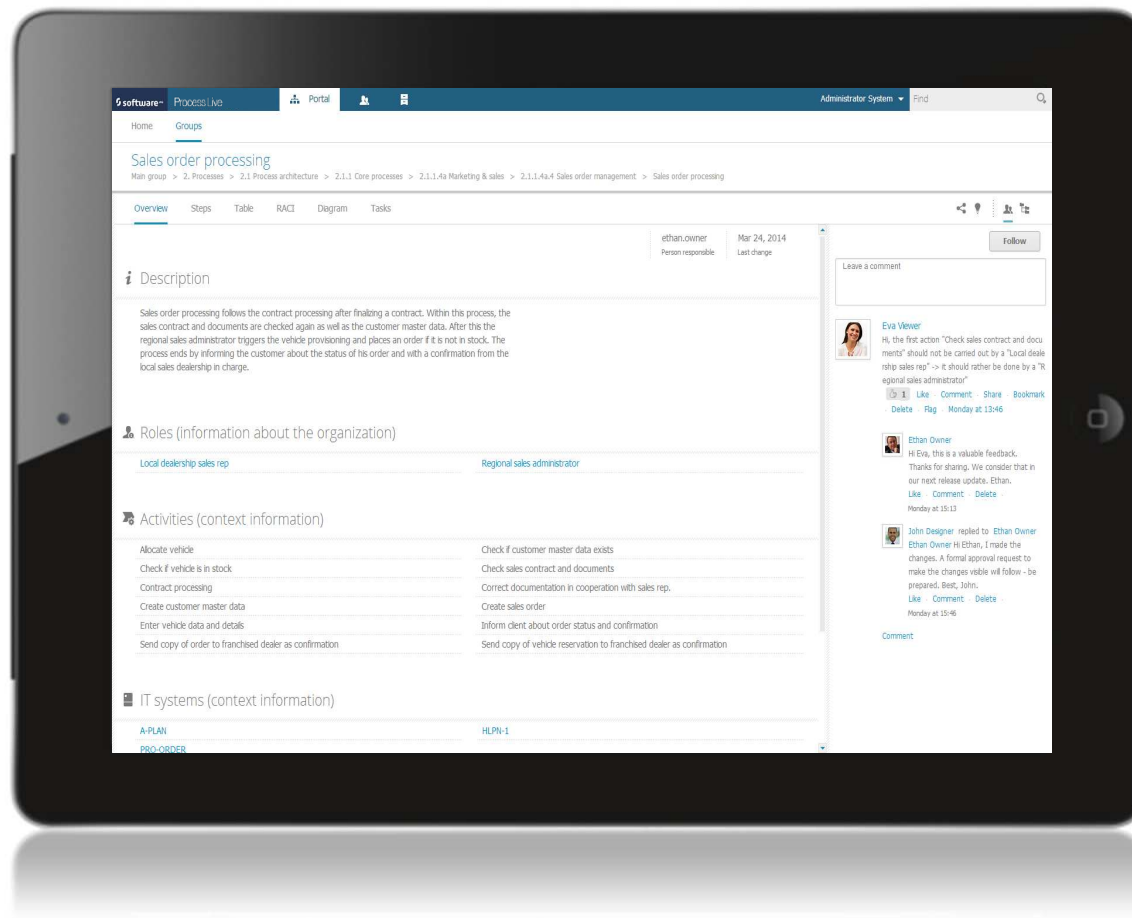 software AG Process Live Portal Administrator System Find
Home Groups
Sales order processing
Main group > 2. Processes > 2.1 Process architecture > 2.1.1 Core processes > 2.1.1.4a Marketing & sales > 2.1.1.4a.4 Sales order management > Sales order processing
Overview Steps Table RACI Diagram Tasks
ethan.owner Mar 24, 2014
Person responsible Last change
i Description
Sales order processing follows the contract processing after finalizing a contract. Within this process, the
sales contract and documents are checked again as well as the customer master data. After this the
regional sales administrator triggers the vehicle provisioning and places an order if it is not in stock. The
process ends by informing the customer about the status of his order and with a confirmation from the
local sales dealership in charge.
Roles (information about the organization)
Local dealership sales rep Regional sales administrator
Activities (context information)
Allocate vehicle Check if customer master data exists
Check if vehicle is in stock Check sales contract and documents
Contract processing Correct documentation in cooperation with sales rep.
Create customer master data Create sales order
Enter vehicle data and details Inform client about order status and confirmation
Send copy of order to franchised dealer as confirmation Send copy of vehicle reservation to franchised dealer as confirmation
IT systems (context information)
A-PLAN HLPN-1
PRO-ORDER
Follow
Leave a comment
Eva Viewer
Hi, the first action "Check sales contract and docu
ments" should not be carried out by a "Local deale
rship sales rep" -> it should rather be done by a "R
egional sales administrator"
1 Like · Comment · Share · Bookmark
· Delete · Flag · Monday at 13:46
Ethan Owner
Hi Eva, this is a valuable feedback.
Thanks for sharing. We consider that in
our next release update. Ethan.
Like · Comment · Delete ·
Monday at 15:13
John Designer replied to Ethan Owner
Ethan Owner Hi Ethan, I made the
changes. A formal approval request to
make the changes visible will follow - be
prepared. Best, John.
Like · Comment · Delete ·
Monday at 15:46
Comment